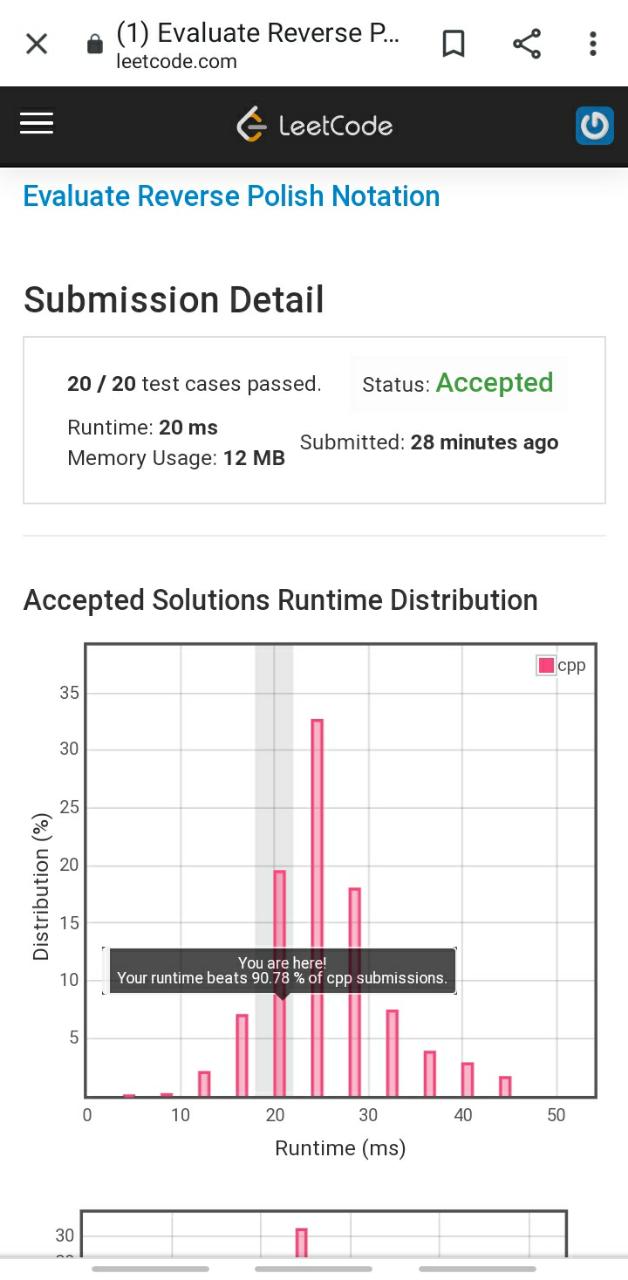 (1) Evaluate Reverse P...
leetcode.com
LeetCode
Evaluate Reverse Polish Notation
Submission Detail
20 / 20 test cases passed.
Status: Accepted
Runtime: 20 ms
Submitted: 28 minutes ago
Memory Usage: 12 MB
Accepted Solutions Runtime Distribution
cpp
35
30
25
20
15
10
5
Distribution (%)
You are here!
Your runtime beats 90.78 % of cpp submissions.
0 10 20 30 40 50
Runtime (ms)
30